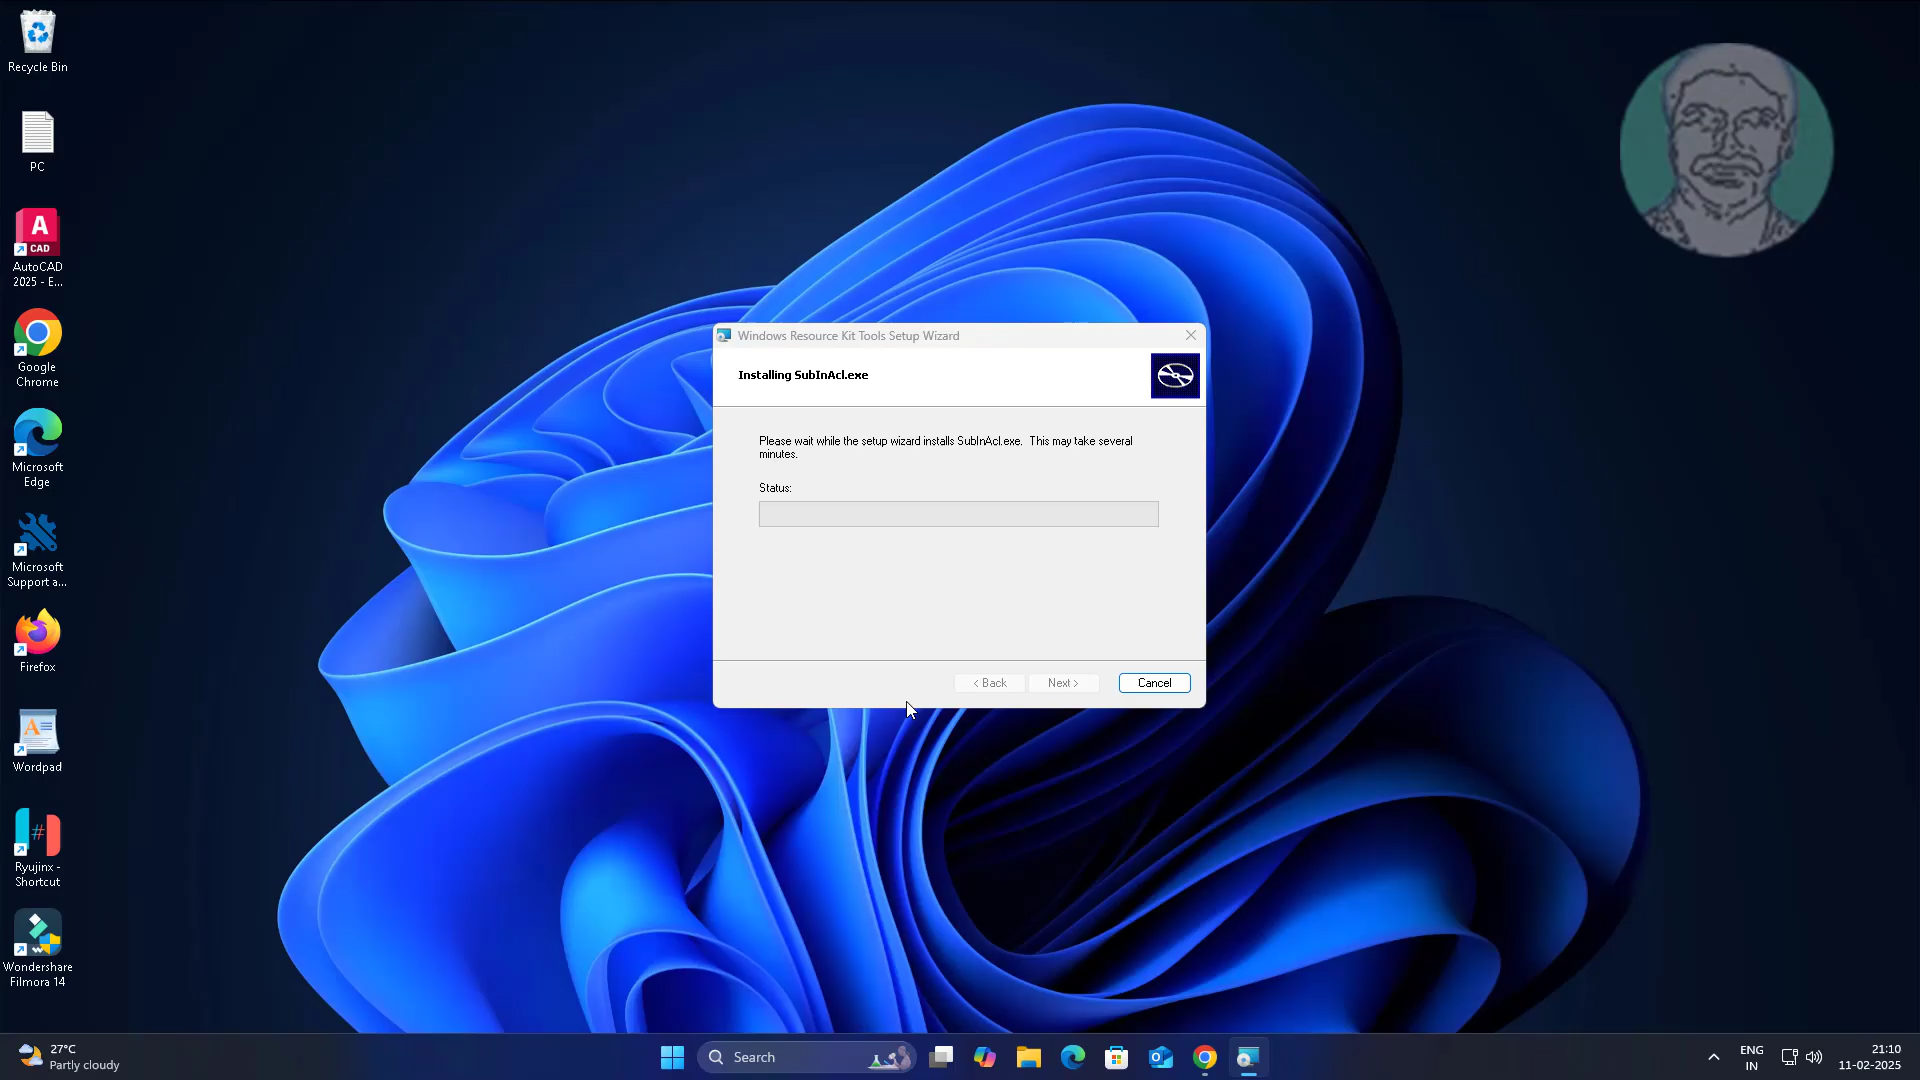 Recycle Bin
PC
A
CAD
AutoCAD
2025 - E...
Google
Chrome
Microsoft
Edge
Microsoft
Support a...
Firefox
Wordpad
Ryujinx -
Shortcut
Wondershare
Filmora 14
Windows Resource Kit Tools Setup Wizard
Installing SubInAcl.exe
Please wait while the setup wizard installs SubInAcl.exe. This may take several
minutes.
Status:
< Back
Next >
Cancel
27°C
Partly cloudy
Search
ENG
IN
21:10
11-02-2025